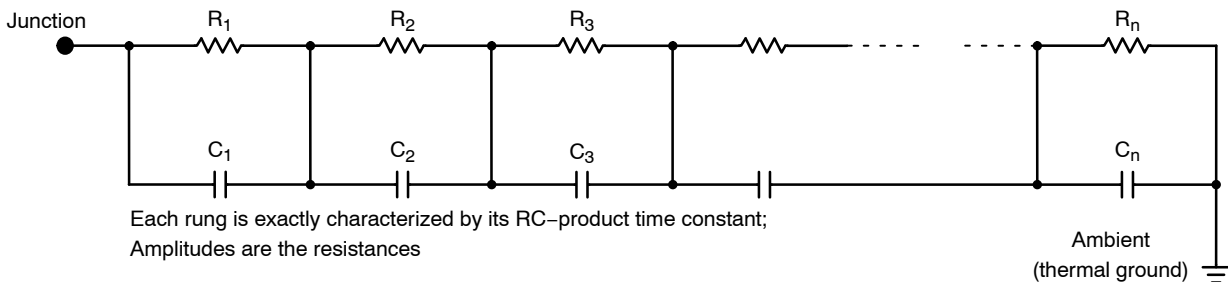 Junction
R1
R2
R3
Rn
C1
C2
C3
Cn
Each rung is exactly characterized by its RC−product time constant;
Amplitudes are the resistances
Ambient
(thermal ground)